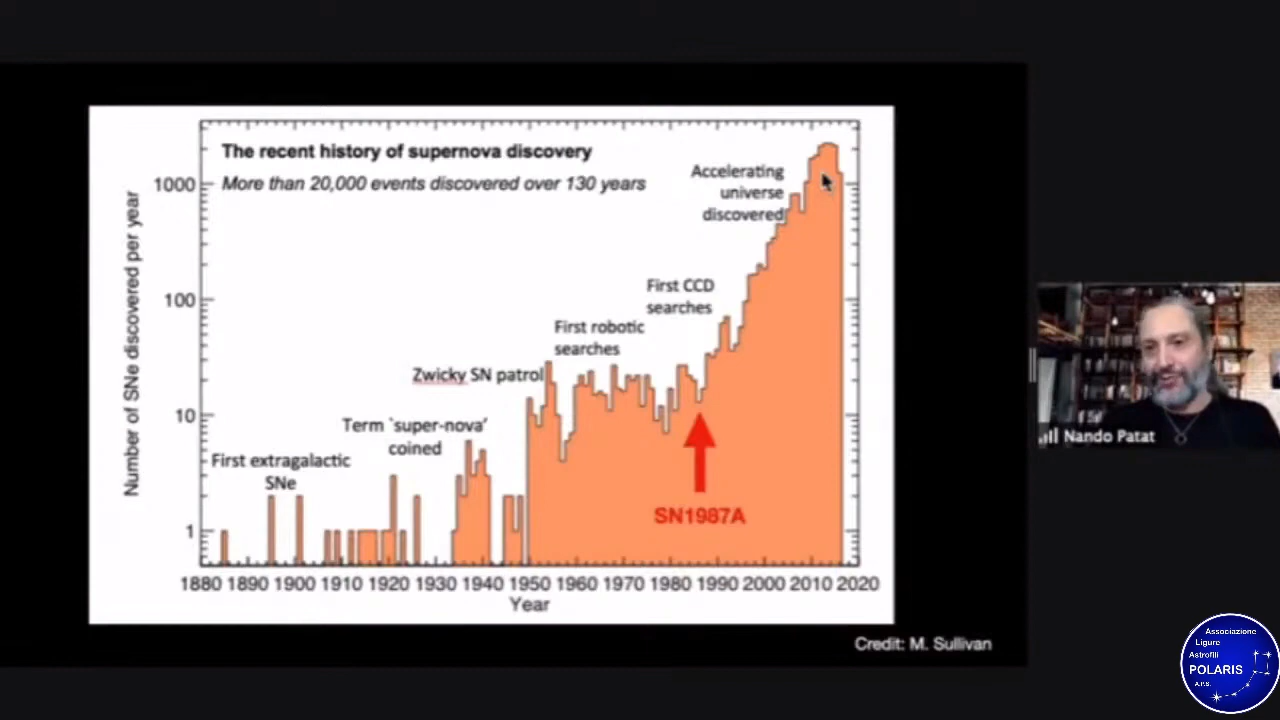 The recent history of supernova discovery
More than 20,000 events discovered over 130 years
Number of SNe discovered per year
1000
100
10
1
Accelerating
universe
discovered
First CCD
searches
First robotic
searches
Zwicky SN patrol
Term `super-nova'
coined
First extragalactic
SNe
SN1987A
1880 1890 1900 1910 1920 1930 1940 1950 1960 1970 1980 1990 2000 2010 2020
Year
Credit: M. Sullivan
Nando Patat
Associazione
Ligure
Astrofili
POLARIS
A.P.S.